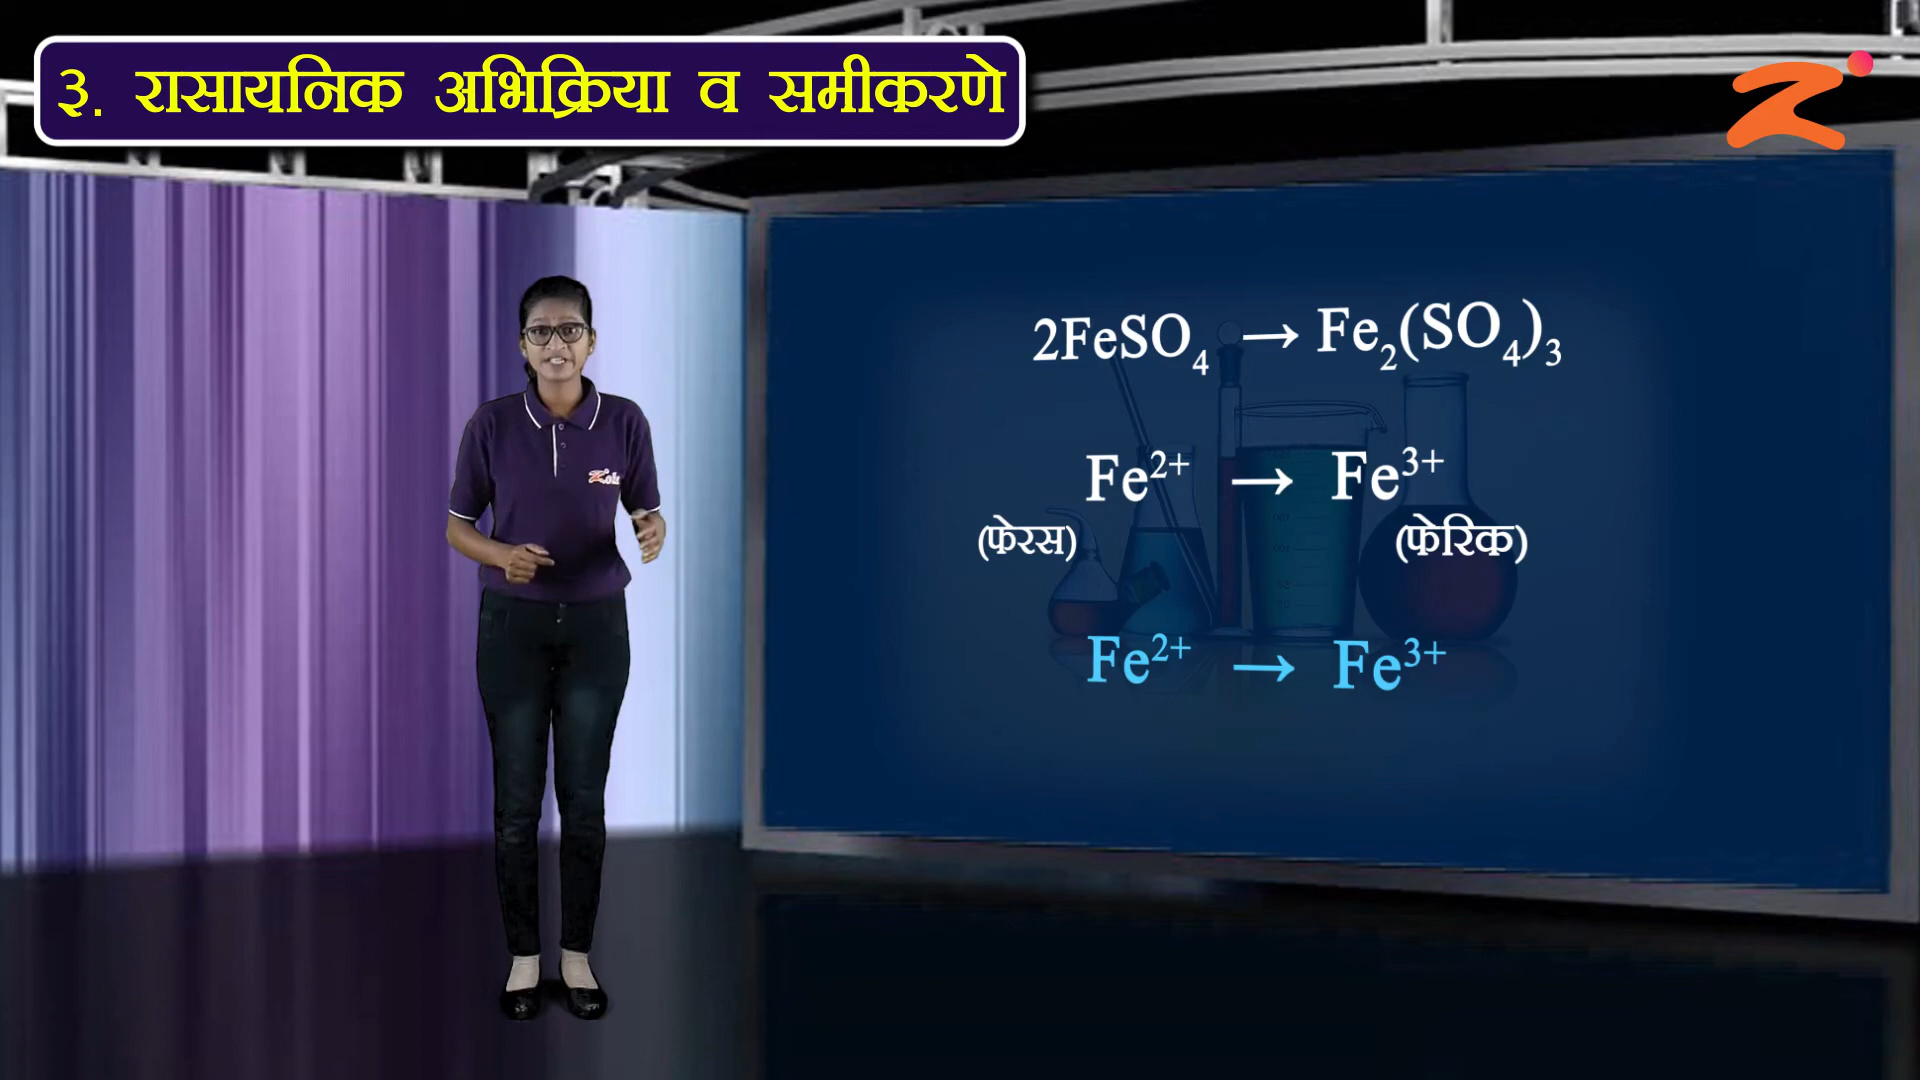 ३. रासायनिक अभिक्रिया व समीकरणे
2FeSO₄ → Fe₂(SO₄)₃
Fe²⁺ → Fe³⁺
(फेरस) (फेरिक)
Fe²⁺ → Fe³⁺